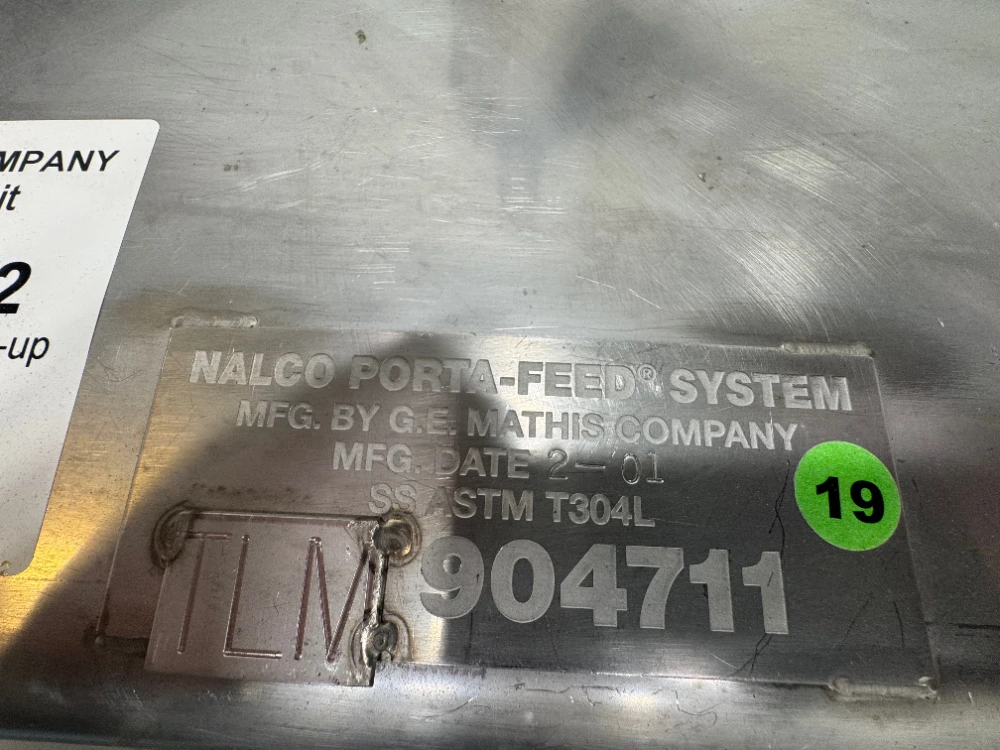 MPANY
it
2
-up
NALCO PORTA-FEED® SYSTEM
MFG. BY G.E. MATHIS COMPANY
MFG. DATE 2-01
SS ASTM T304L
TLM 904711
19